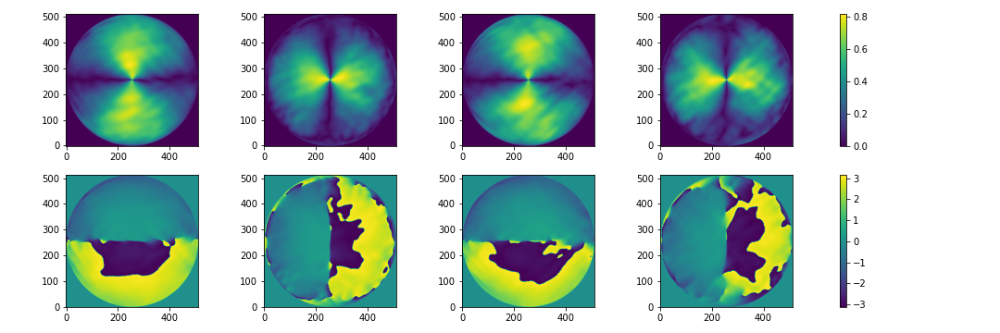 500 500 500 500 0.8
400 400 400 400 0.6
300 300 300 300 0.4
200 200 200 200
100 100 100 100 0.2
0 0 0 0 0.0
0 200 400 0 200 400 0 200 400 0 200 400
500 500 500 500 3
400 400 400 400 2
300 300 300 300 1
0
200 200 200 200 −1
100 100 100 100 −2
0 0 0 0 −3
0 200 400 0 200 400 0 200 400 0 200 400